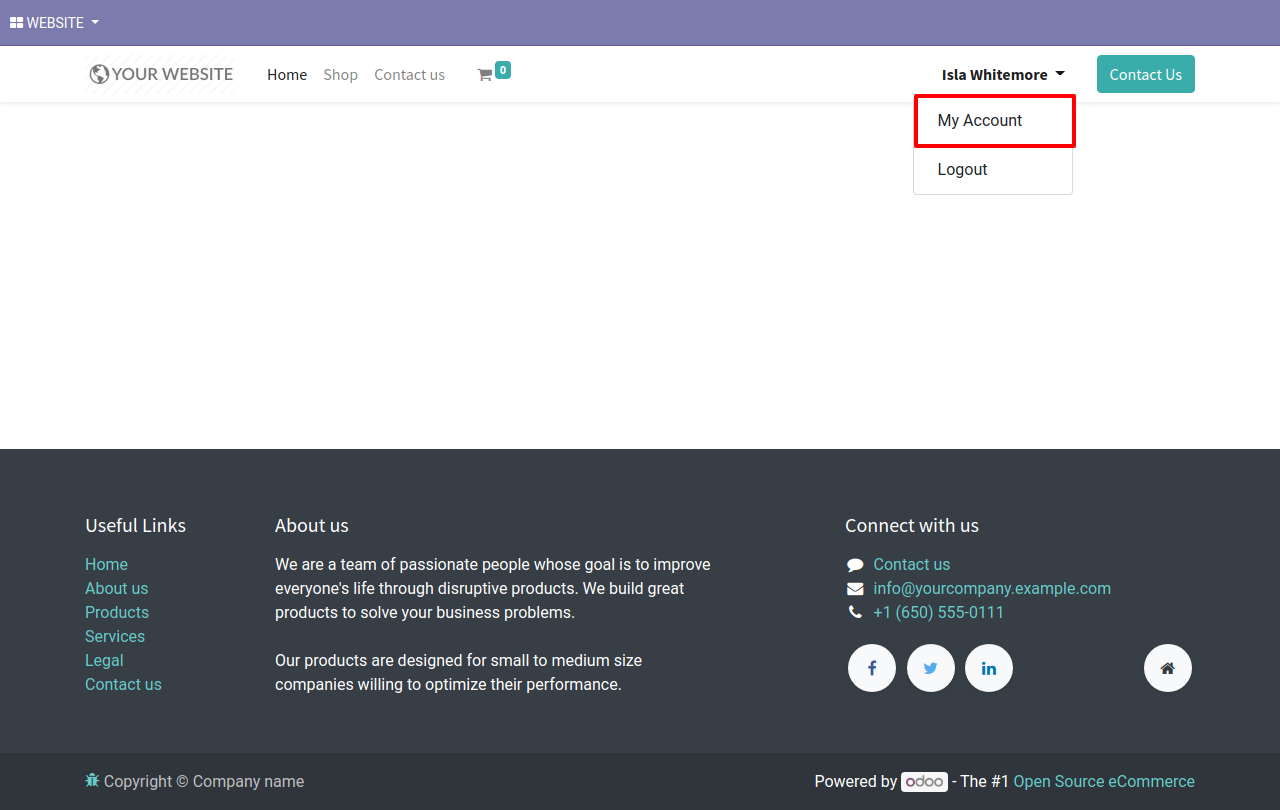 WEBSITE
YOUR WEBSITE Home Shop Contact us 0 Isla Whitemore Contact Us
My Account
Logout
Useful Links
Home
About us
Products
Services
Legal
Contact us
About us
We are a team of passionate people whose goal is to improve
everyone's life through disruptive products. We build great
products to solve your business problems.
Our products are designed for small to medium size
companies willing to optimize their performance.
Connect with us
Contact us
info@yourcompany.example.com
+1 (650) 555-0111
Copyright © Company name
Powered by odoo - The #1 Open Source eCommerce